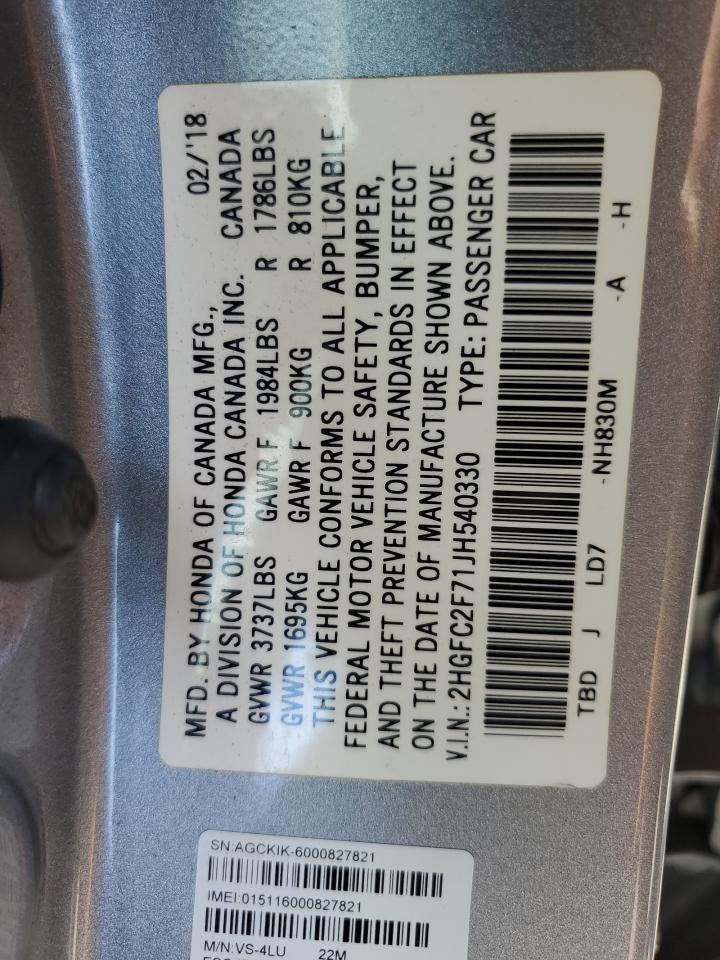 MFD. BY HONDA OF CANADA MFG., 02/'18
A DIVISION OF HONDA CANADA INC. CANADA
GVWR 3737LBS GAWR F 1984LBS R 1786LBS
GVWR 1695KG GAWR F 900KG R 810KG
THIS VEHICLE CONFORMS TO ALL APPLICABLE
FEDERAL MOTOR VEHICLE SAFETY, BUMPER,
AND THEFT PREVENTION STANDARDS IN EFFECT
ON THE DATE OF MANUFACTURE SHOWN ABOVE.
V.I.N.: 2HGFC2F71JH540330 TYPE: PASSENGER CAR
TBD J LD7 -NH830M -A -H
SN:AGCKIK-6000827821
IMEI:015116000827821
M/N:VS-4LU 22M